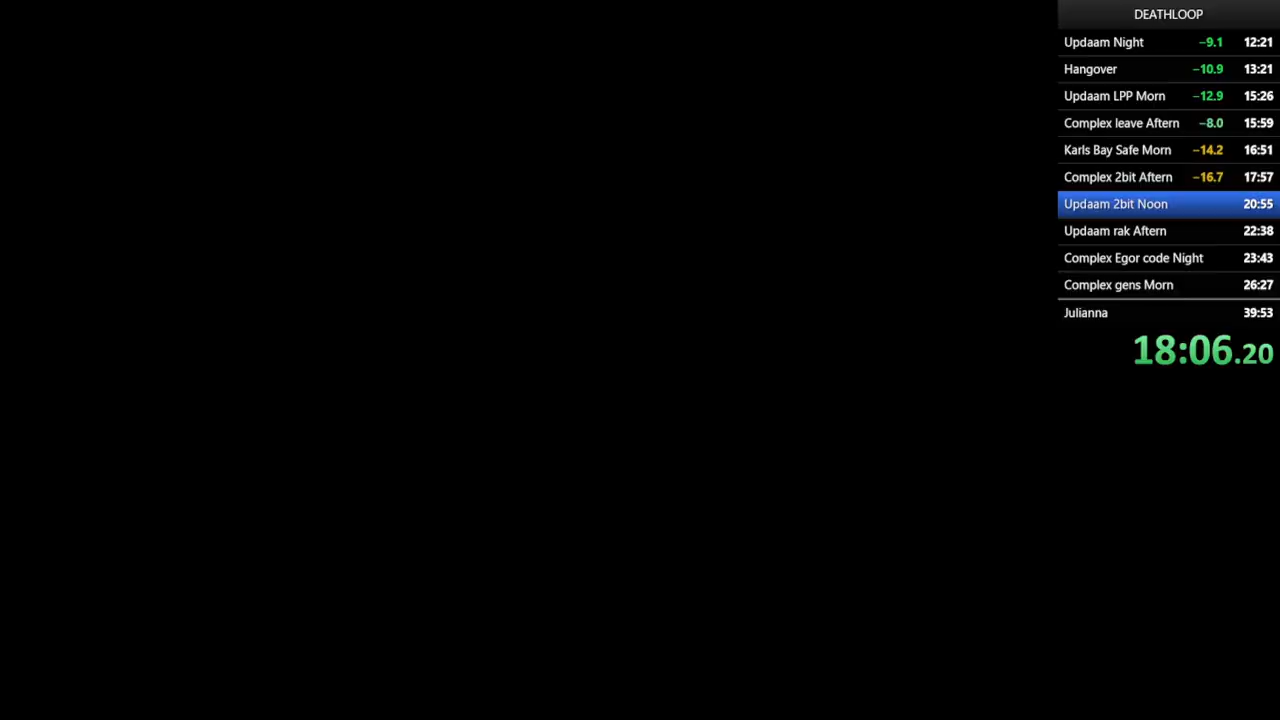 DEATHLOOP
Updaam Night −9.1 12:21
Hangover −10.9 13:21
Updaam LPP Morn −12.9 15:26
Complex leave Aftern −8.0 15:59
Karls Bay Safe Morn −14.2 16:51
Complex 2bit Aftern −16.7 17:57
Updaam 2bit Noon 20:55
Updaam rak Aftern 22:38
Complex Egor code Night 23:43
Complex gens Morn 26:27
Julianna 39:53
18:06.20